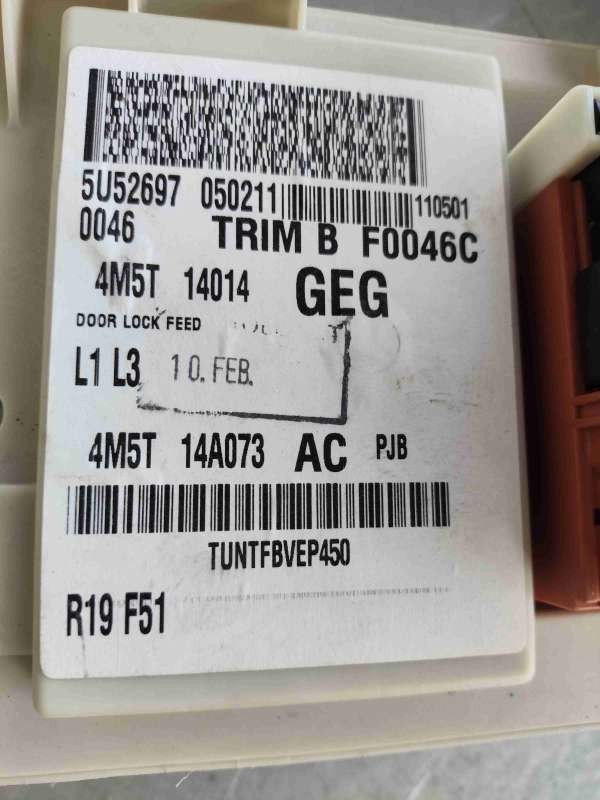 5U52697 050211 110501
0046 TRIM B F0046C
4M5T 14014 GEG
DOOR LOCK FEED
L1 L3 10. FEB.
4M5T 14A073 AC PJB
TUNTFBVEP450
R19 F51